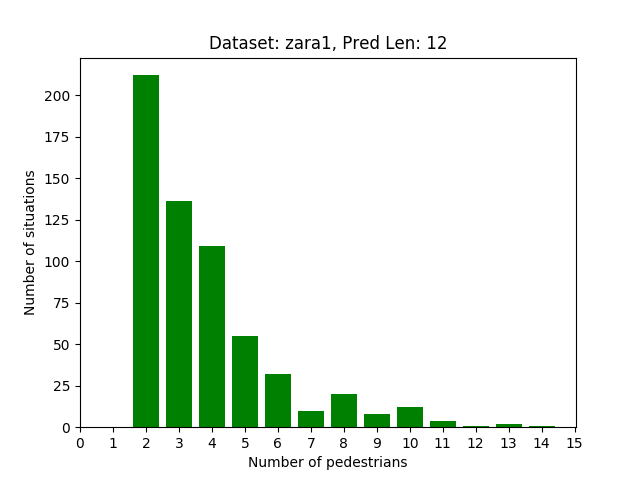 Dataset: zara1, Pred Len: 12
Number of situations
200
175
150
125
100
75
50
25
0
0 1 2 3 4 5 6 7 8 9 10 11 12 13 14 15
Number of pedestrians